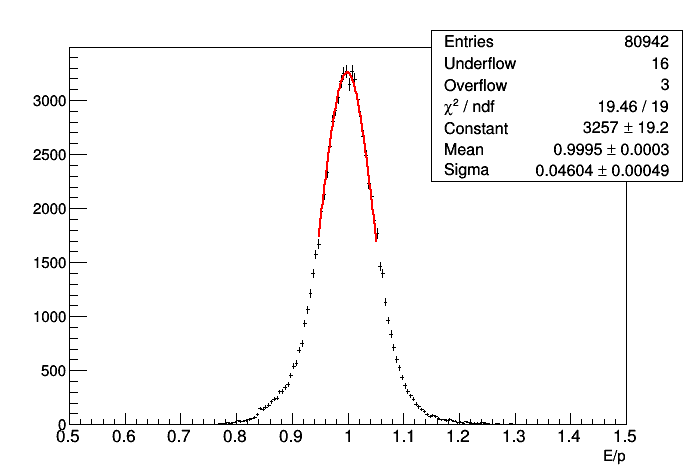 Entries 80942
Underflow 16
Overflow 3
χ² / ndf 19.46 / 19
Constant 3257 ± 19.2
Mean 0.9995 ± 0.0003
Sigma 0.04604 ± 0.00049
3000
2500
2000
1500
1000
500
0
0.5 0.6 0.7 0.8 0.9 1 1.1 1.2 1.3 1.4 1.5
E/p